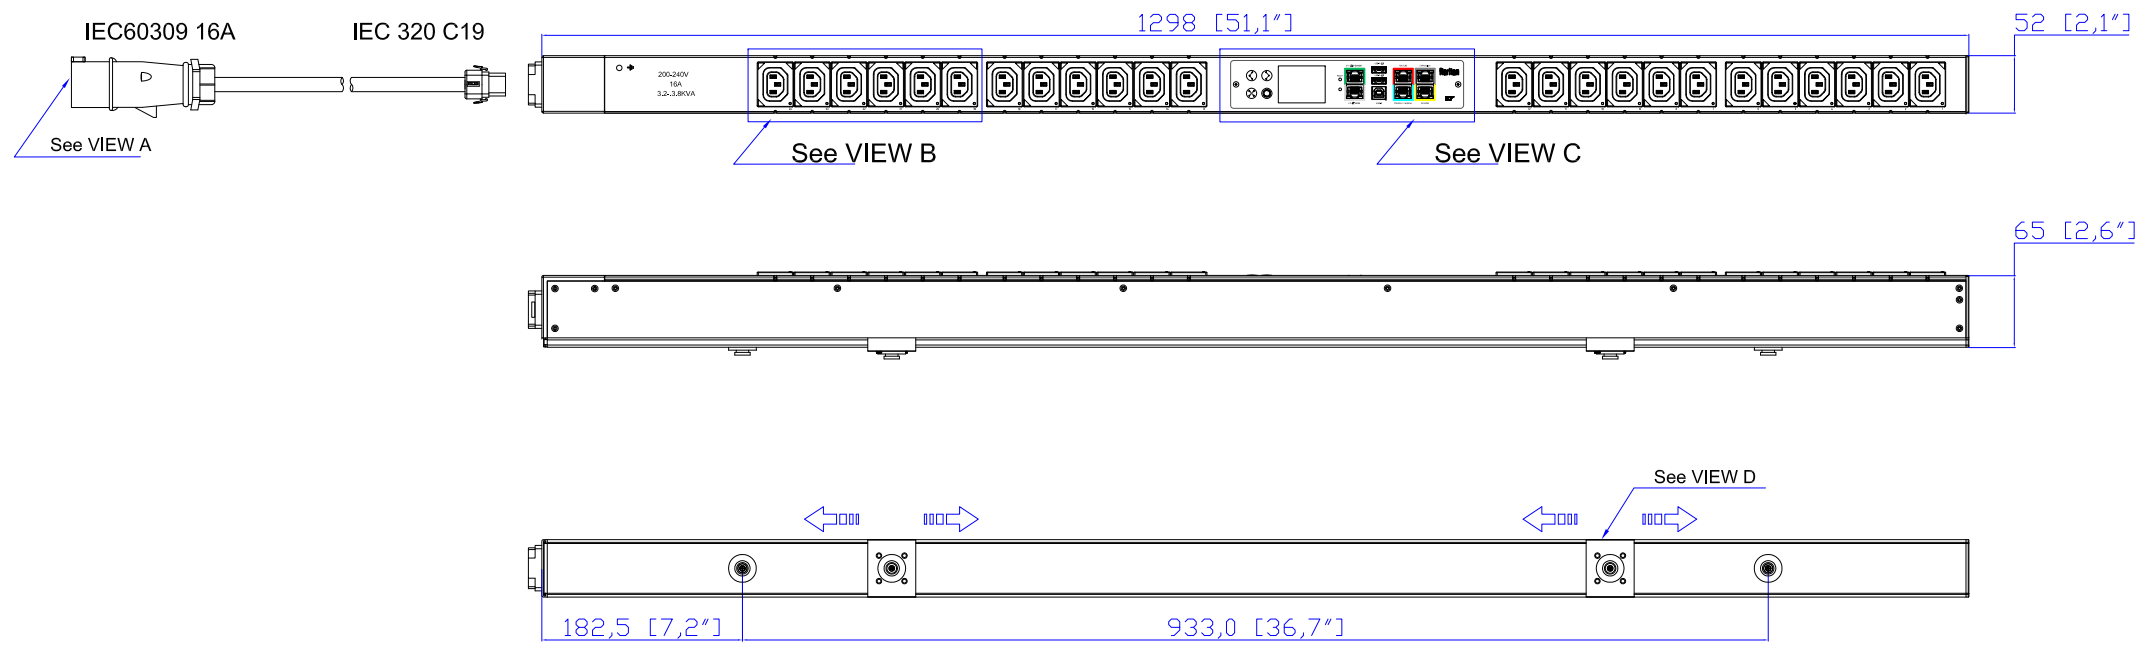 IEC60309 16A
IEC 320 C19
1298 [51,1"]
52 [2,1"]
200-240V
16A
3.2-.3.8KVA
Raritan
See VIEW A
See VIEW B
See VIEW C
65 [2,6"]
See VIEW D
182,5 [7,2"]
933,0 [36,7"]